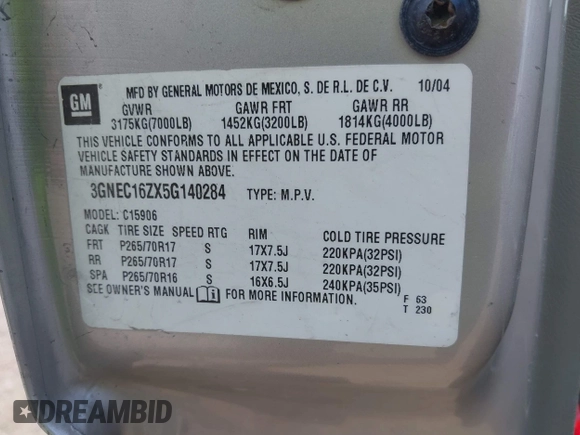 GM
MFD BY GENERAL MOTORS DE MEXICO, S. DE R.L. DE C.V. 10/04
GVWR GAWR FRT GAWR RR
3175KG(7000LB) 1452KG(3200LB) 1814KG(4000LB)
THIS VEHICLE CONFORMS TO ALL APPLICABLE U.S. FEDERAL MOTOR
VEHICLE SAFETY STANDARDS IN EFFECT ON THE DATE OF
MANUFACTURE SHOWN ABOVE.
3GNEC16ZX5G140284 TYPE: M.P.V.
MODEL: C15906
CAGK TIRE SIZE SPEED RTG RIM COLD TIRE PRESSURE
FRT P265/70R17 S 17X7.5J 220KPA(32PSI)
RR P265/70R17 S 17X7.5J 220KPA(32PSI)
SPA P265/70R16 S 16X6.5J 240KPA(35PSI)
SEE OWNER'S MANUAL FOR MORE INFORMATION. F 63
T 230
DREAMBID